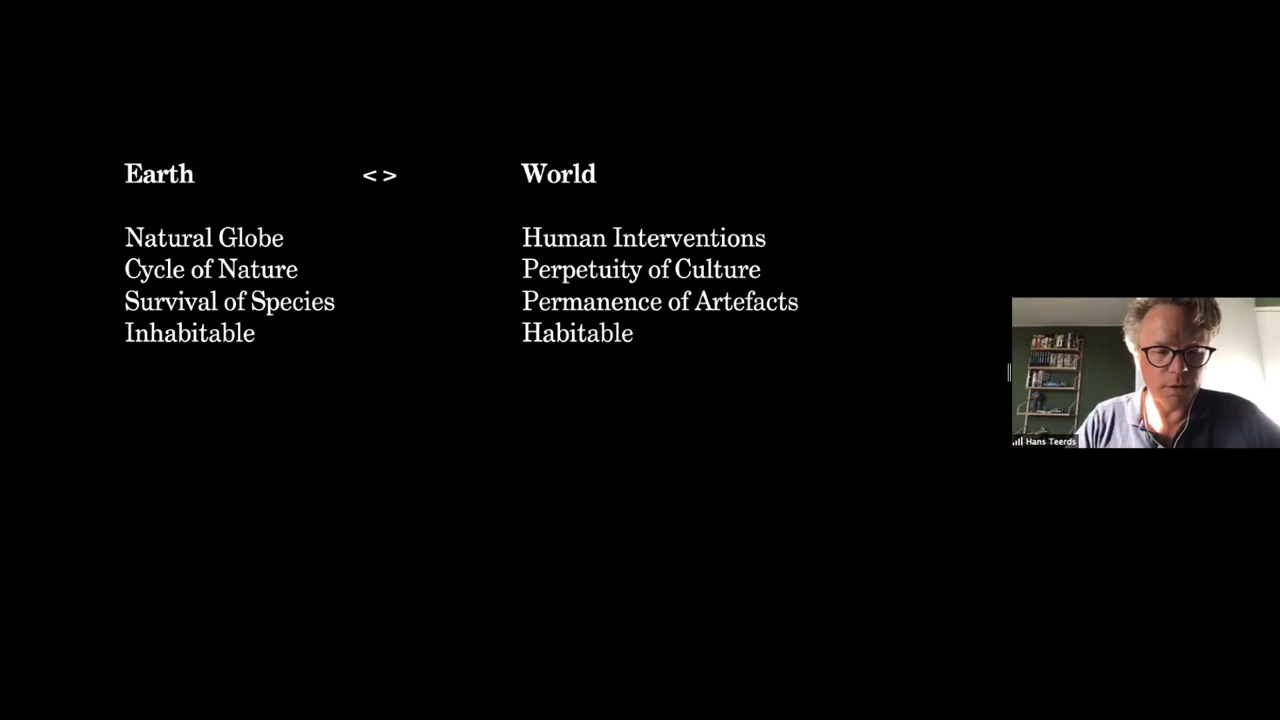 Earth < > World
Natural Globe Human Interventions
Cycle of Nature Perpetuity of Culture
Survival of Species Permanence of Artefacts
Inhabitable Habitable
Hans Teerds